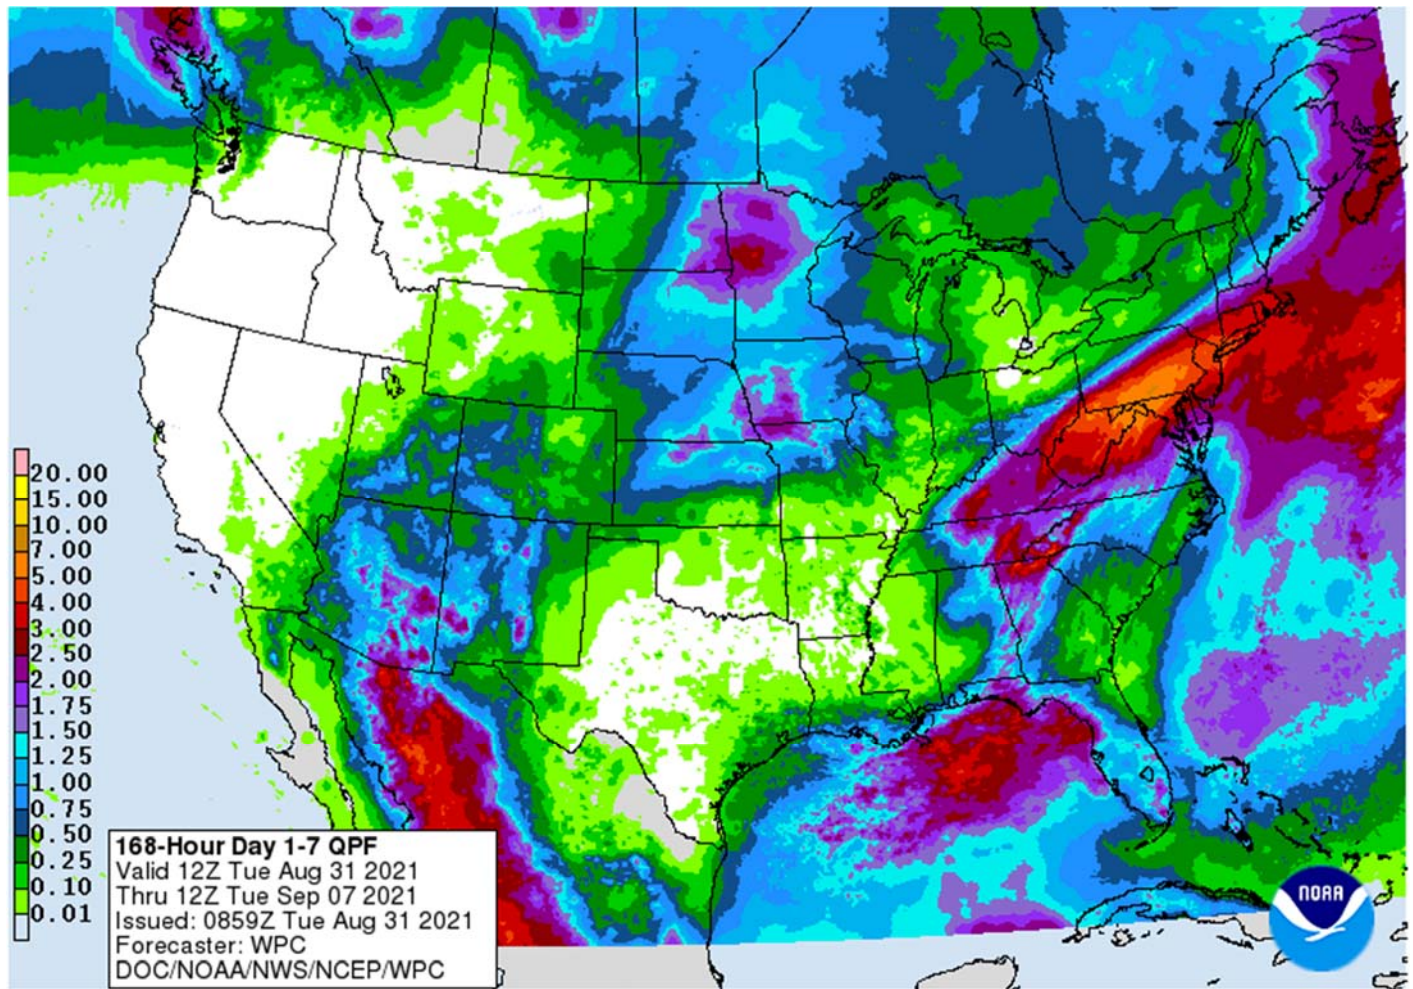 20.00
15.00
10.00
7.00
5.00
4.00
3.00
2.50
2.00
1.75
1.50
1.25
1.00
0.75
0.50
0.25
0.10
0.01
168-Hour Day 1-7 QPF
Valid 12Z Tue Aug 31 2021
Thru 12Z Tue Sep 07 2021
Issued: 0859Z Tue Aug 31 2021
Forecaster: WPC
DOC/NOAA/NWS/NCEP/WPC
NOAA